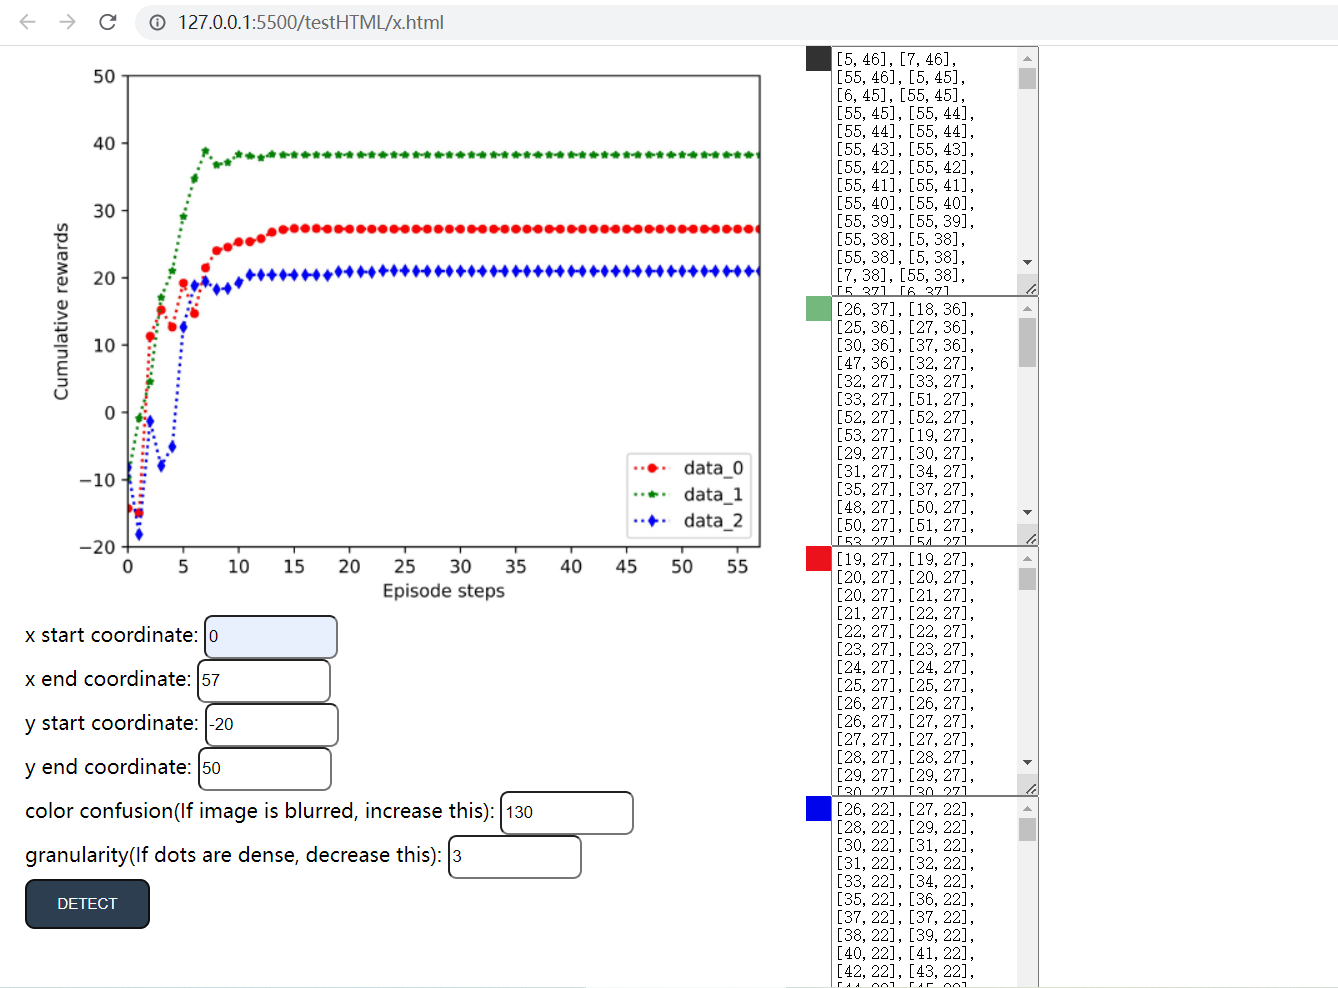 127.0.0.1:5500/testHTML/x.html
50
40
30
20
10
0
−10
−20
Cumulative rewards
data_0
data_1
data_2
0 5 10 15 20 25 30 35 40 45 50 55
Episode steps
x start coordinate: 0
x end coordinate: 57
y start coordinate: -20
y end coordinate: 50
color confusion(If image is blurred, increase this): 130
granularity(If dots are dense, decrease this): 3
DETECT
[5, 46], [7, 46],
[55, 46], [5, 45],
[6, 45], [55, 45],
[55, 45], [55, 44],
[55, 44], [55, 44],
[55, 43], [55, 43],
[55, 42], [55, 42],
[55, 41], [55, 41],
[55, 40], [55, 40],
[55, 39], [55, 39],
[55, 38], [5, 38],
[55, 38], [5, 38],
[7, 38], [55, 38],
[5, 37], [6, 37]
[26, 37], [18, 36],
[25, 36], [27, 36],
[30, 36], [37, 36],
[47, 36], [32, 27],
[32, 27], [33, 27],
[33, 27], [51, 27],
[52, 27], [52, 27],
[53, 27], [19, 27],
[29, 27], [30, 27],
[31, 27], [34, 27],
[35, 27], [37, 27],
[48, 27], [50, 27],
[50, 27], [51, 27],
[53, 27], [54, 27]
[19, 27], [19, 27],
[20, 27], [20, 27],
[20, 27], [21, 27],
[21, 27], [22, 27],
[22, 27], [22, 27],
[23, 27], [23, 27],
[24, 27], [24, 27],
[25, 27], [25, 27],
[26, 27], [26, 27],
[26, 27], [27, 27],
[27, 27], [27, 27],
[28, 27], [28, 27],
[29, 27], [29, 27],
[30, 27], [30, 27]
[26, 22], [27, 22],
[28, 22], [29, 22],
[30, 22], [31, 22],
[31, 22], [32, 22],
[33, 22], [34, 22],
[35, 22], [36, 22],
[37, 22], [37, 22],
[38, 22], [39, 22],
[40, 22], [41, 22],
[42, 22], [43, 22],